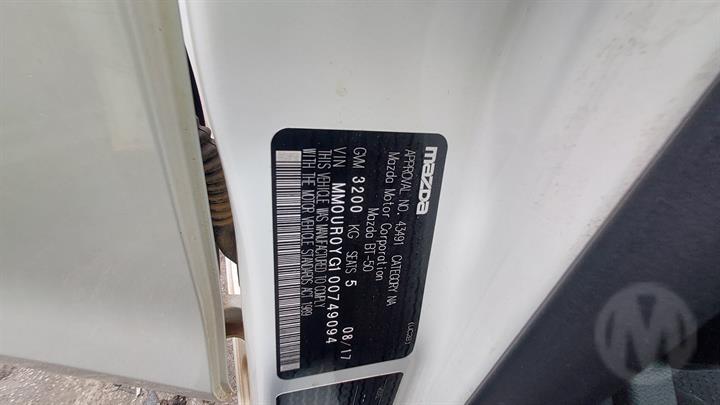 mazda
APPROVAL NO. 43491 CATEGORY NA
Mazda Motor Corporation (UC2B)
Mazda BT-50
GVM 3200 KG SEATS 5 08/17
VIN MM0UR0YG100749094
THIS VEHICLE WAS MANUFACTURED TO COMPLY
WITH THE MOTOR VEHICLE STANDARDS ACT 1989
M